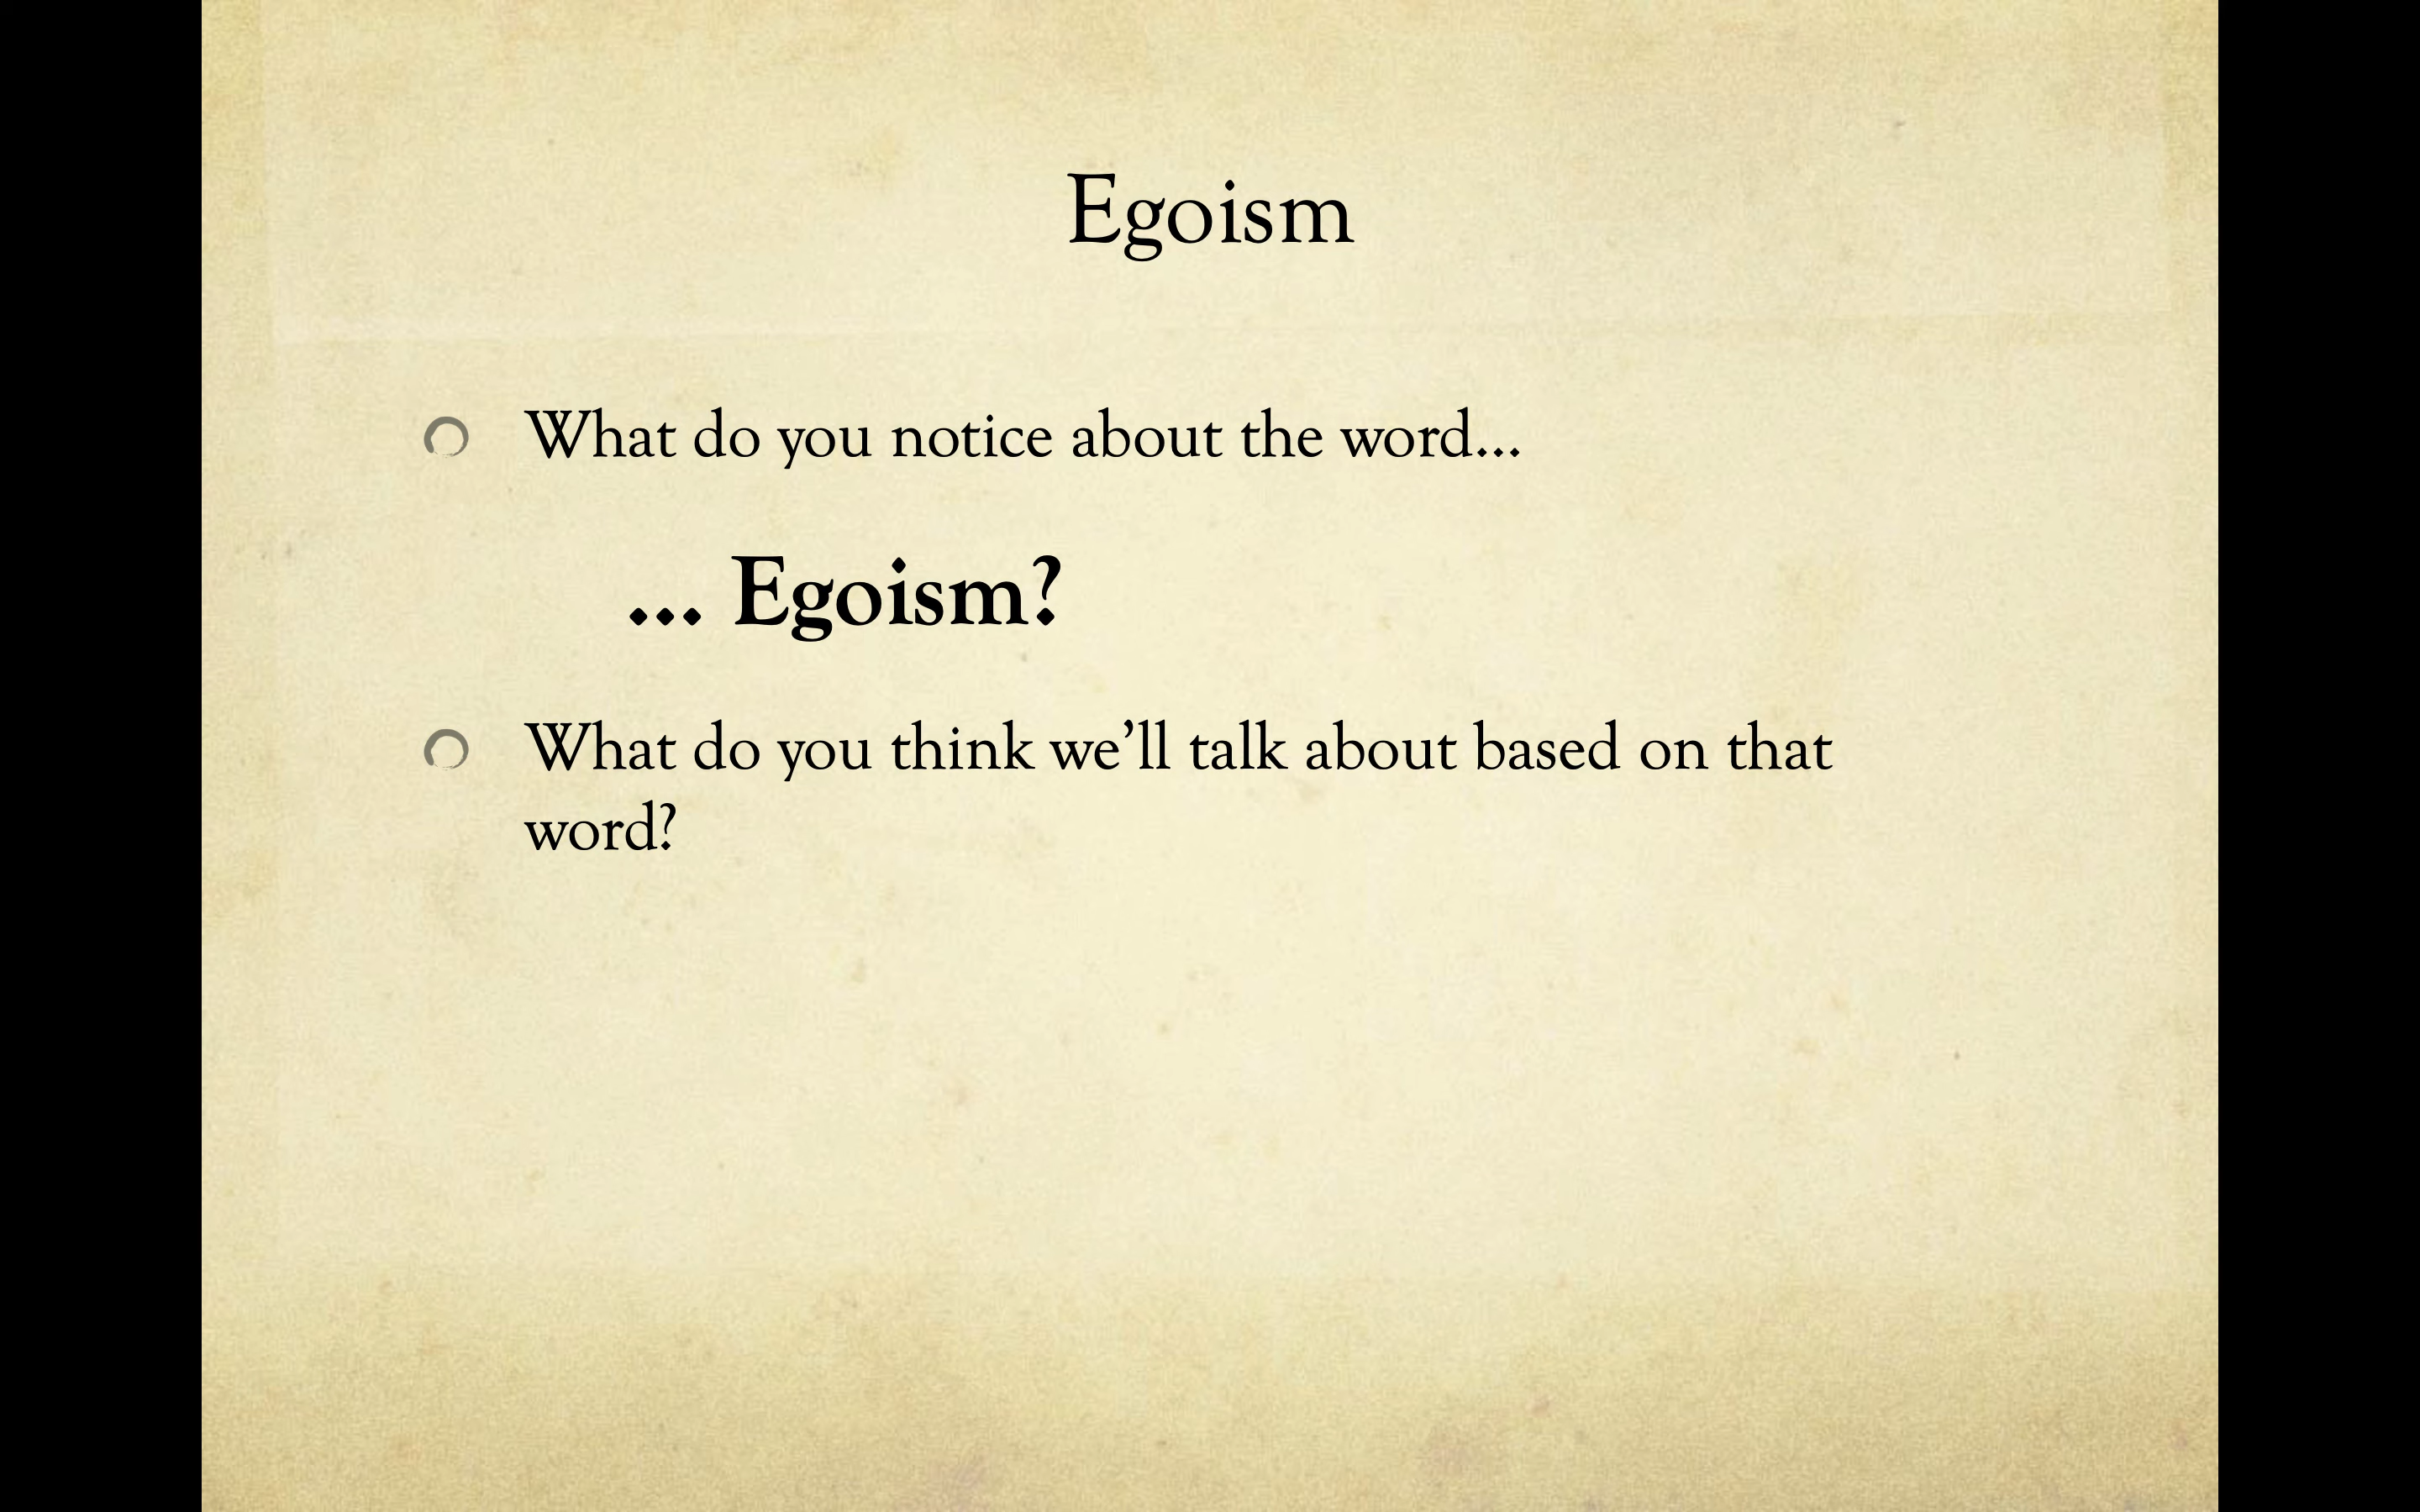 Egoism
What do you notice about the word…
… Egoism?
What do you think we’ll talk about based on that
word?